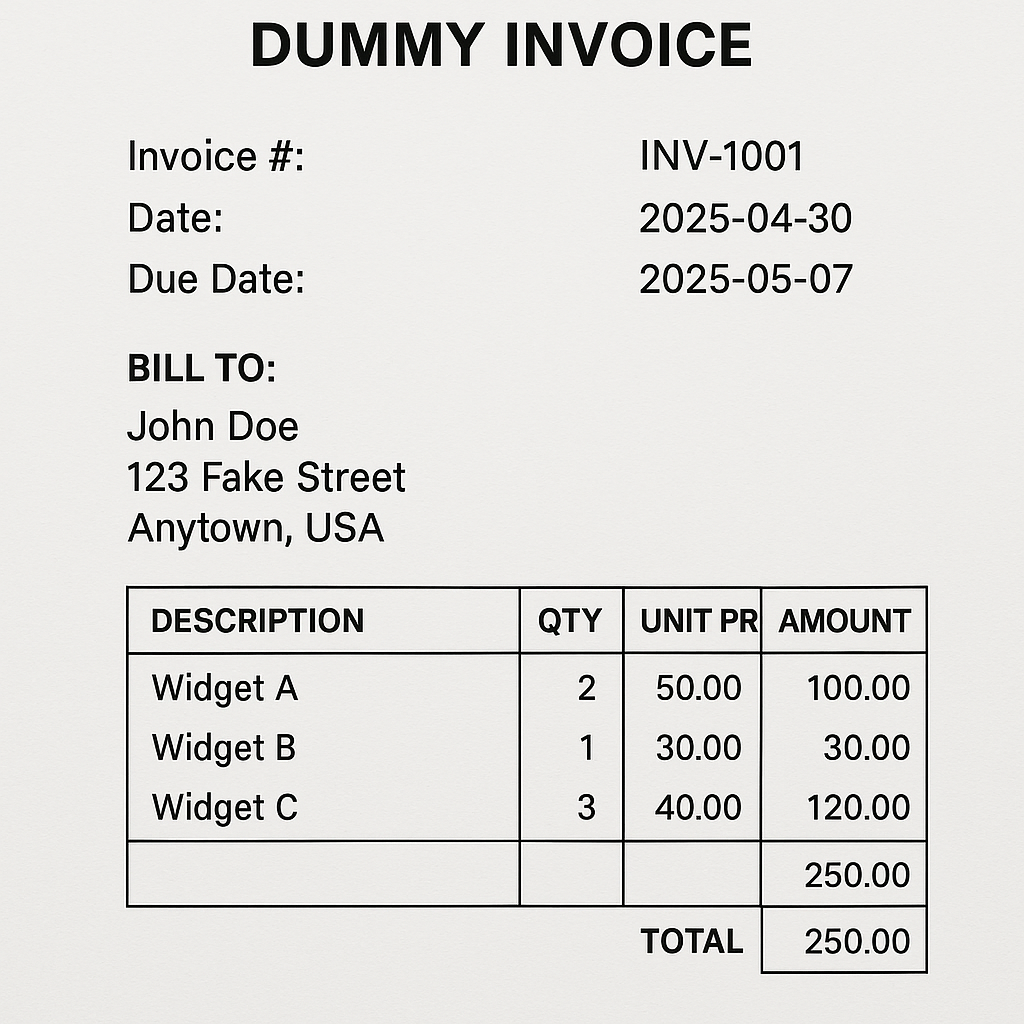 DUMMY INVOICE
Invoice #: INV-1001
Date: 2025-04-30
Due Date: 2025-05-07
BILL TO:
John Doe
123 Fake Street
Anytown, USA
DESCRIPTION QTY UNIT PR AMOUNT
Widget A 2 50.00 100.00
Widget B 1 30.00 30.00
Widget C 3 40.00 120.00
250.00
TOTAL 250.00